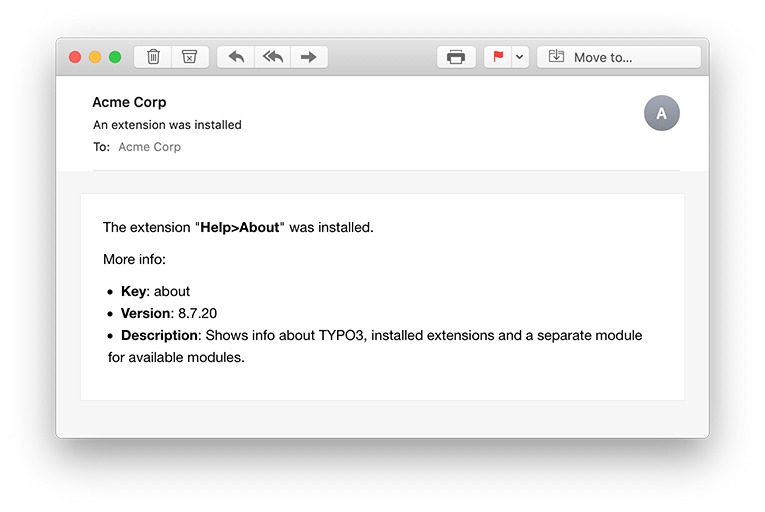 Move to...
Acme Corp
An extension was installed
A
To: Acme Corp
The extension "Help>About" was installed.
More info:
• Key: about
• Version: 8.7.20
• Description: Shows info about TYPO3, installed extensions and a separate module
for available modules.